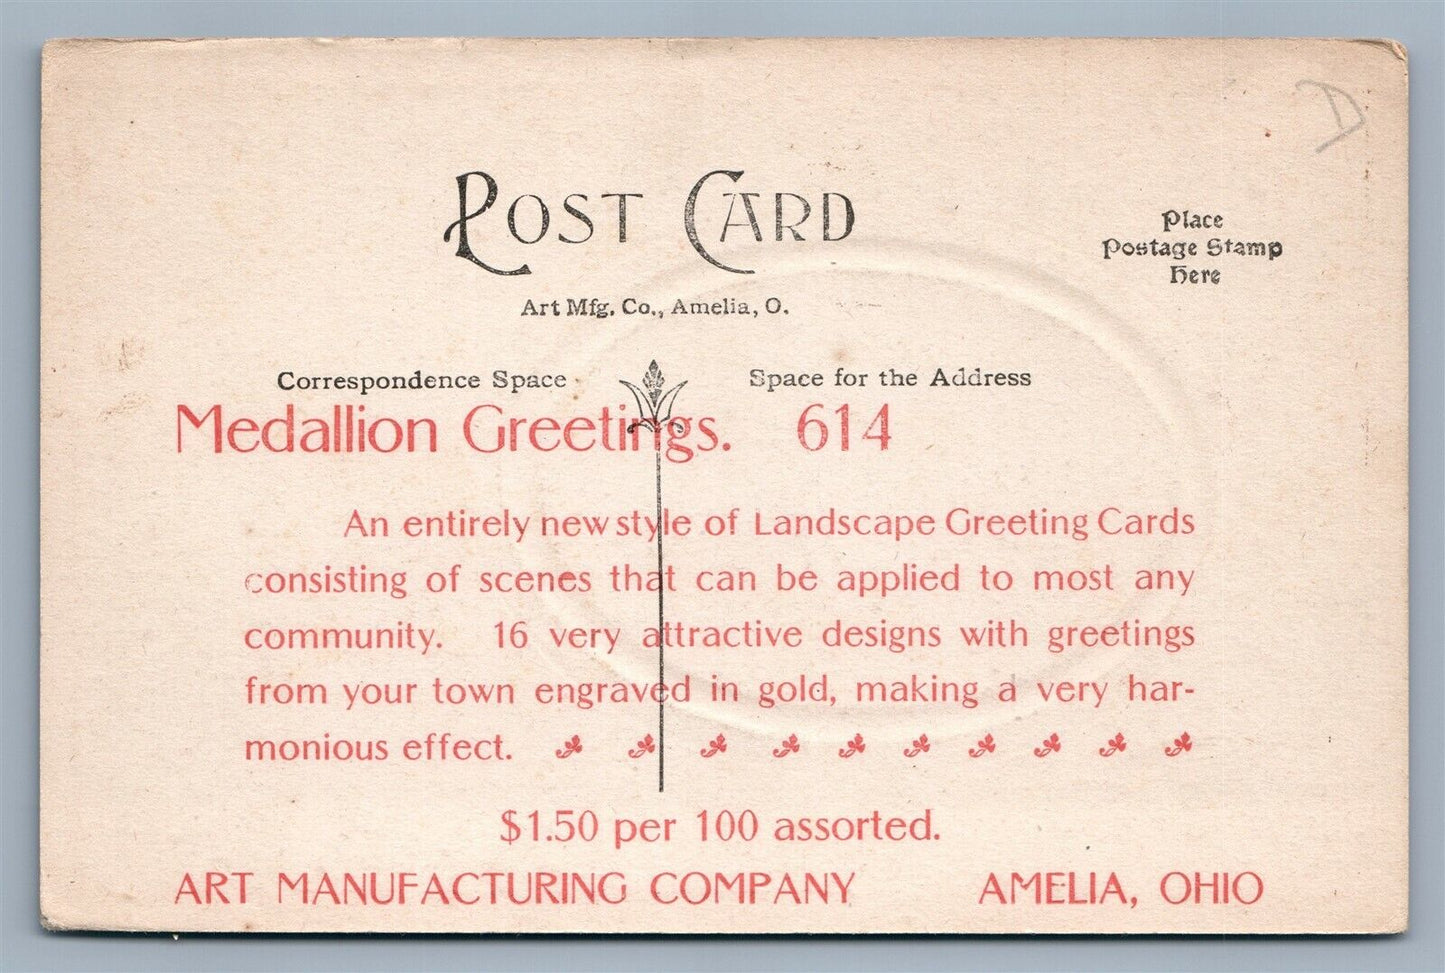 D
POST CARD
Place
Postage Stamp
Here
Art Mfg. Co., Amelia, O.
Correspondence Space
Space for the Address
Medallion Greetings. 614
An entirely new style of Landscape Greeting Cards
consisting of scenes that can be applied to most any
community. 16 very attractive designs with greetings
from your town engraved in gold, making a very har-
monious effect.
$1.50 per 100 assorted.
ART MANUFACTURING COMPANY AMELIA, OHIO